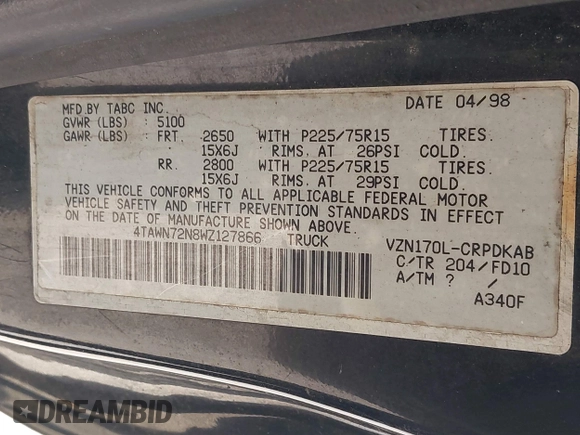 MFD.BY TABC INC. DATE 04/98
GVWR (LBS) : 5100
GAWR (LBS) : FRT. 2650 WITH P225/75R15 TIRES.
15X6J RIMS. AT 26PSI COLD.
RR. 2800 WITH P225/75R15 TIRES.
15X6J RIMS. AT 29PSI COLD.
THIS VEHICLE CONFORMS TO ALL APPLICABLE FEDERAL MOTOR
VEHICLE SAFETY AND THEFT PREVENTION STANDARDS IN EFFECT
ON THE DATE OF MANUFACTURE SHOWN ABOVE.
4TAWN72N8WZ127866 TRUCK VZN170L-CRPDKAB
C/TR 204/FD10
A/TM ? /
A340F
DREAMBID